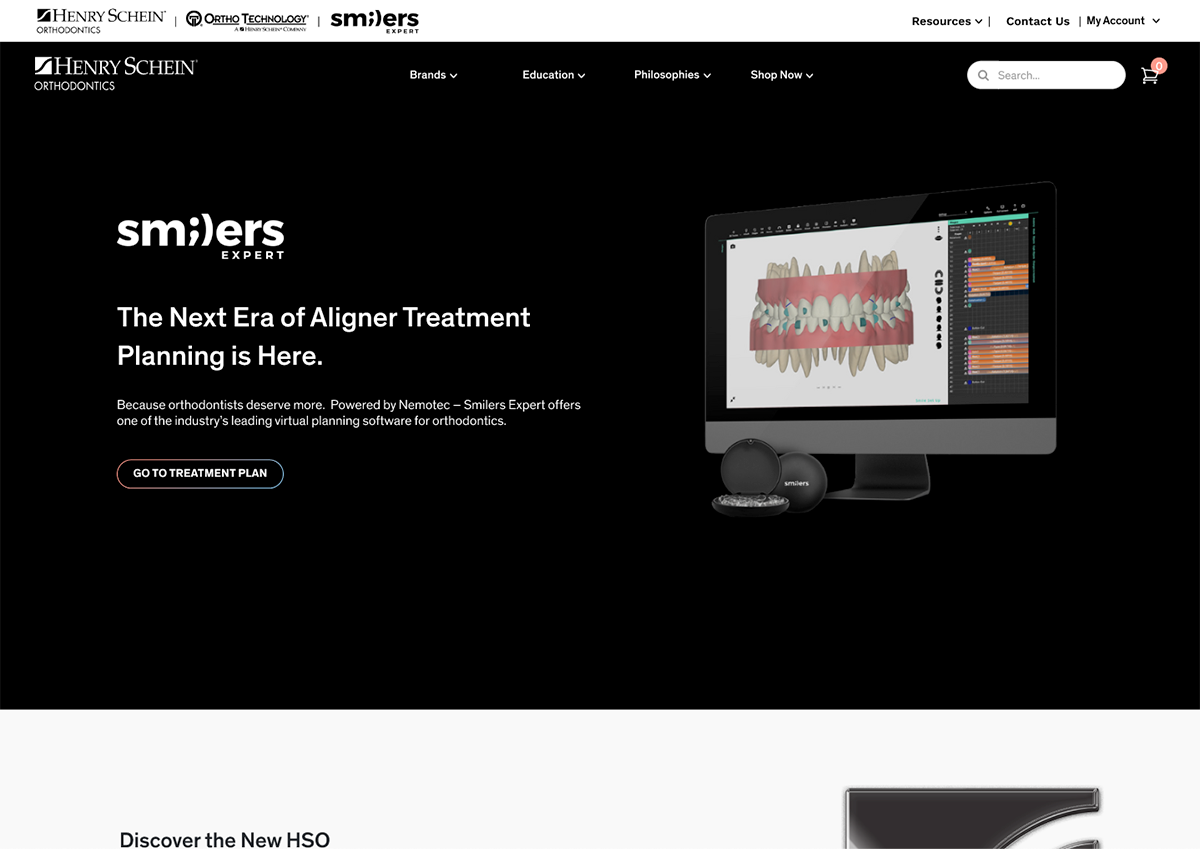 HENRY SCHEIN®
ORTHODONTICS
|
ORTHO TECHNOLOGY®
A HENRY SCHEIN® COMPANY
|
smilers
EXPERT
Resources |
Contact Us |
My Account
HENRY SCHEIN®
ORTHODONTICS
Brands
Education
Philosophies
Shop Now
Search...
0
smilers
EXPERT
The Next Era of Aligner Treatment
Planning is Here.
Because orthodontists deserve more. Powered by Nemotec – Smilers Expert offers
one of the industry's leading virtual planning software for orthodontics.
GO TO TREATMENT PLAN
smilers
Discover the New HSO